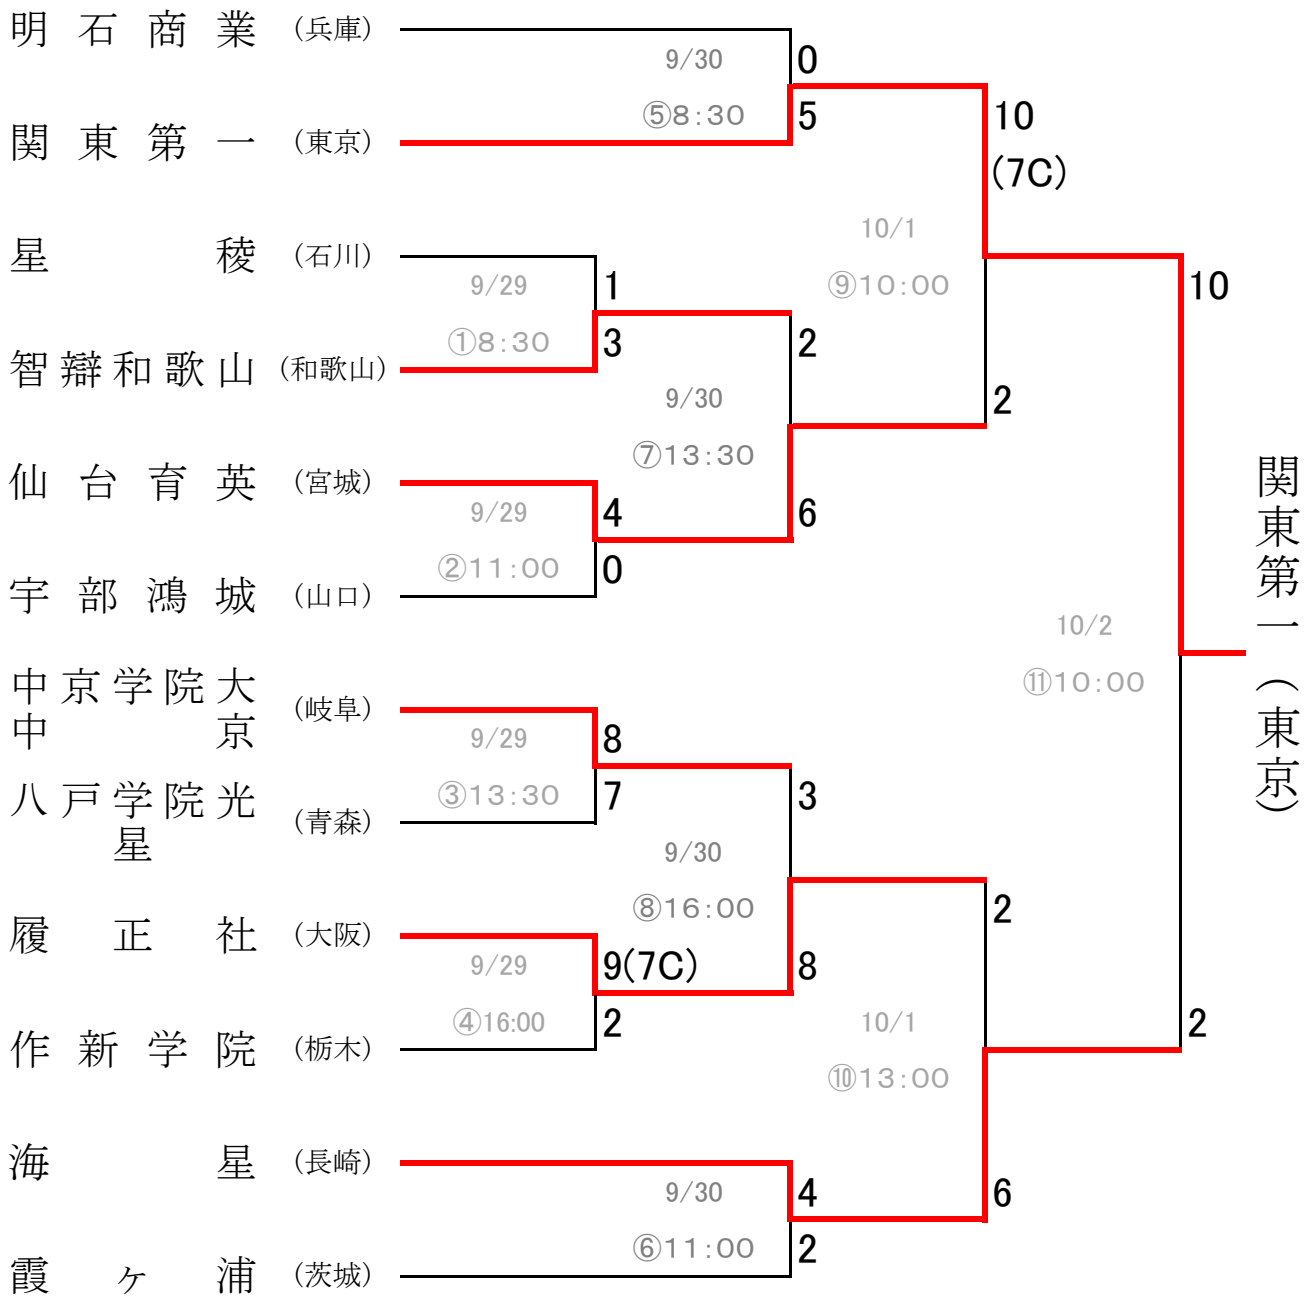 明石商業 (兵庫)
9/30
0
⑤8:30
5
関東第一 (東京)
10
(7C)
星稜 (石川)
9/29
1
①8:30
3
智辯和歌山 (和歌山)
10/1
⑨10:00
2
9/30
⑦13:30
2
仙台育英 (宮城)
9/29
4
6
②11:00
0
宇部鴻城 (山口)
10
10/2
⑪10:00
関東第一(東京)
中京学院大
中京
(岐阜)
9/29
8
③13:30
7
八戸学院光
星
(青森)
3
9/30
⑧16:00
2
履正社 (大阪)
9/29
9(7C)
8
④16:00
2
作新学院 (栃木)
10/1
⑩13:00
2
海星 (長崎)
9/30
4
6
⑥11:00
2
霞ヶ浦 (茨城)